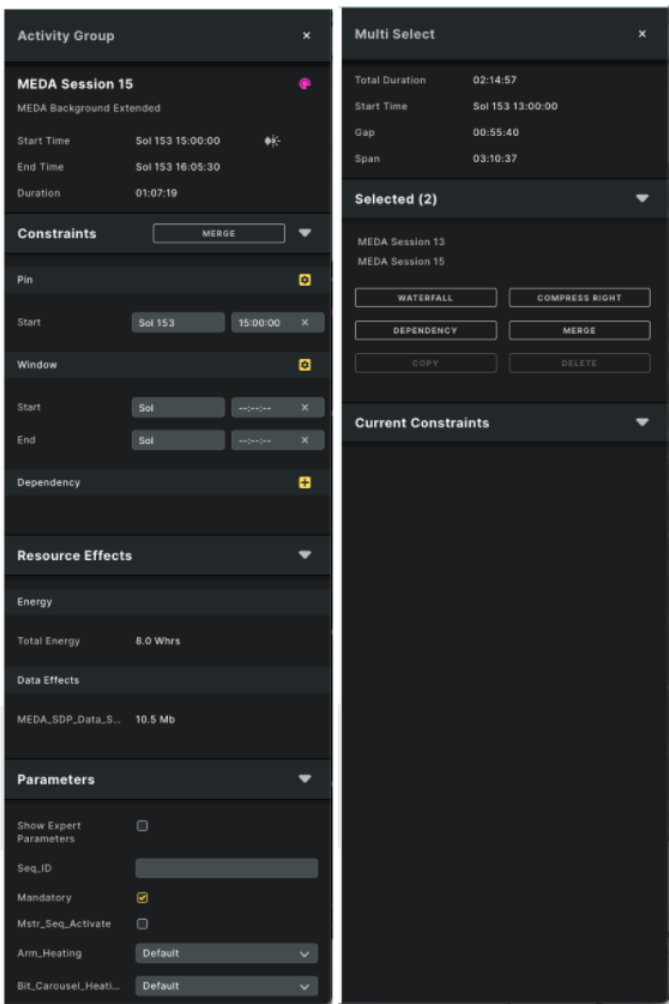 Activity Group
MEDA Session 15
MEDA Background Extended
Start Time Sol 153 15:00:00
End Time Sol 153 16:05:30
Duration 01:07:19
Constraints MERGE
Pin
Start Sol 153 15:00:00 ×
Window
Start Sol --:--:-- ×
End Sol --:--:-- ×
Dependency
Resource Effects
Energy
Total Energy 8.0 Whrs
Data Effects
MEDA_SDP_Data_S... 10.5 Mb
Parameters
Show Expert
Parameters
Seq_ID
Mandatory
Mstr_Seq_Activate
Arm_Heating Default
Bit_Carousel_Heati... Default
Multi Select
Total Duration 02:14:57
Start Time Sol 153 13:00:00
Gap 00:55:40
Span 03:10:37
Selected (2)
MEDA Session 13
MEDA Session 15
WATERFALL COMPRESS RIGHT
DEPENDENCY MERGE
COPY DELETE
Current Constraints